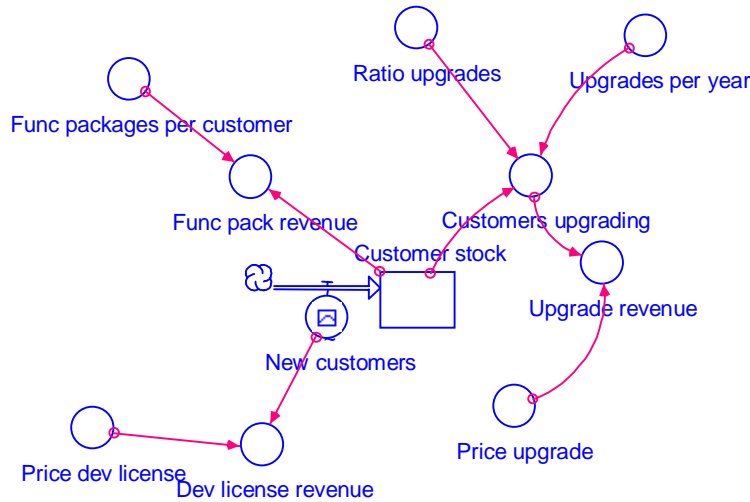 Ratio upgrades
Upgrades per year
Func packages per customer
Func pack revenue
Customers upgrading
Customer stock
Upgrade revenue
New customers
Price upgrade
Price dev license
Dev license revenue